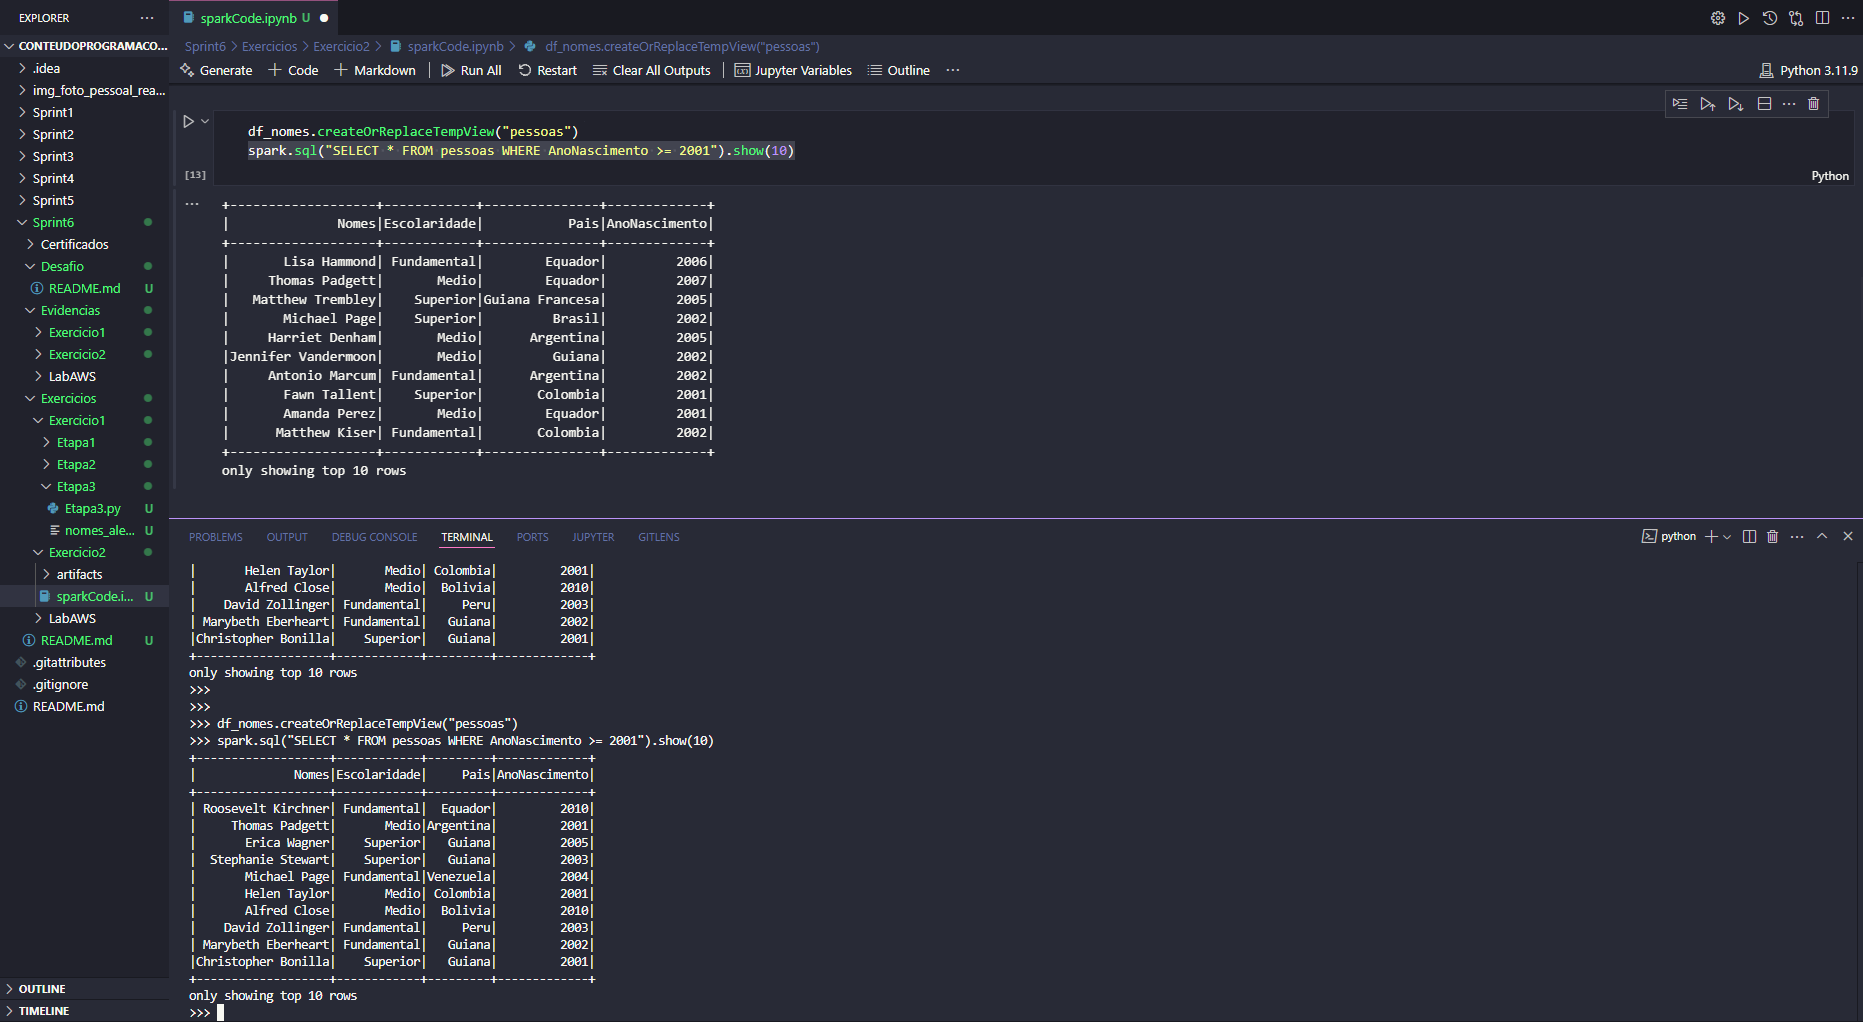 EXPLORER
CONTEUDOPROGRAMACO...
.idea
img_foto_pessoal_rea...
Sprint1
Sprint2
Sprint3
Sprint4
Sprint5
Sprint6
Certificados
Desafio
README.md U
Evidencias
Exercicio1
Exercicio2
LabAWS
Exercicios
Exercicio1
Etapa1
Etapa2
Etapa3
Etapa3.py U
nomes_ale... U
Exercicio2
artifacts
sparkCode.i... U
LabAWS
README.md U
.gitattributes
.gitignore
README.md
OUTLINE
TIMELINE
sparkCode.ipynb U
Sprint6 > Exercicios > Exercicio2 > sparkCode.ipynb > df_nomes.createOrReplaceTempView("pessoas")
Generate + Code + Markdown Run All Restart Clear All Outputs Jupyter Variables Outline ...
Python 3.11.9
df_nomes.createOrReplaceTempView("pessoas")
spark.sql("SELECT * FROM pessoas WHERE AnoNascimento >= 2001").show(10)
[13]
Python
+-------------------+------------+---------------+-------------+
|              Nomes|Escolaridade|           Pais|AnoNascimento|
+-------------------+------------+---------------+-------------+
|       Lisa Hammond| Fundamental|        Equador|         2006|
|     Thomas Padgett|       Medio|        Equador|         2007|
|   Matthew Trembley|    Superior|Guiana Francesa|         2005|
|       Michael Page|    Superior|         Brasil|         2002|
|     Harriet Denham|       Medio|      Argentina|         2005|
|Jennifer Vandermoon|       Medio|         Guiana|         2002|
|     Antonio Marcum| Fundamental|      Argentina|         2002|
|       Fawn Tallent|    Superior|       Colombia|         2001|
|       Amanda Perez|       Medio|        Equador|         2001|
|      Matthew Kiser| Fundamental|       Colombia|         2002|
+-------------------+------------+---------------+-------------+
only showing top 10 rows
PROBLEMS OUTPUT DEBUG CONSOLE TERMINAL PORTS JUPYTER GITLENS
python
|       Helen Taylor|       Medio| Colombia|         2001|
|       Alfred Close|       Medio|  Bolivia|         2010|
|    David Zollinger| Fundamental|     Peru|         2003|
| Marybeth Eberheart| Fundamental|   Guiana|         2002|
|Christopher Bonilla|    Superior|   Guiana|         2001|
+-------------------+------------+---------+-------------+
only showing top 10 rows
>>>
>>>
>>> df_nomes.createOrReplaceTempView("pessoas")
>>> spark.sql("SELECT * FROM pessoas WHERE AnoNascimento >= 2001").show(10)
+-------------------+------------+---------+-------------+
|              Nomes|Escolaridade|     Pais|AnoNascimento|
+-------------------+------------+---------+-------------+
| Roosevelt Kirchner| Fundamental|  Equador|         2010|
|     Thomas Padgett|       Medio|Argentina|         2001|
|       Erica Wagner|    Superior|   Guiana|         2005|
|  Stephanie Stewart|    Superior|   Guiana|         2003|
|       Michael Page| Fundamental|Venezuela|         2004|
|       Helen Taylor|       Medio| Colombia|         2001|
|       Alfred Close|       Medio|  Bolivia|         2010|
|    David Zollinger| Fundamental|     Peru|         2003|
| Marybeth Eberheart| Fundamental|   Guiana|         2002|
|Christopher Bonilla|    Superior|   Guiana|         2001|
+-------------------+------------+---------+-------------+
only showing top 10 rows
>>>